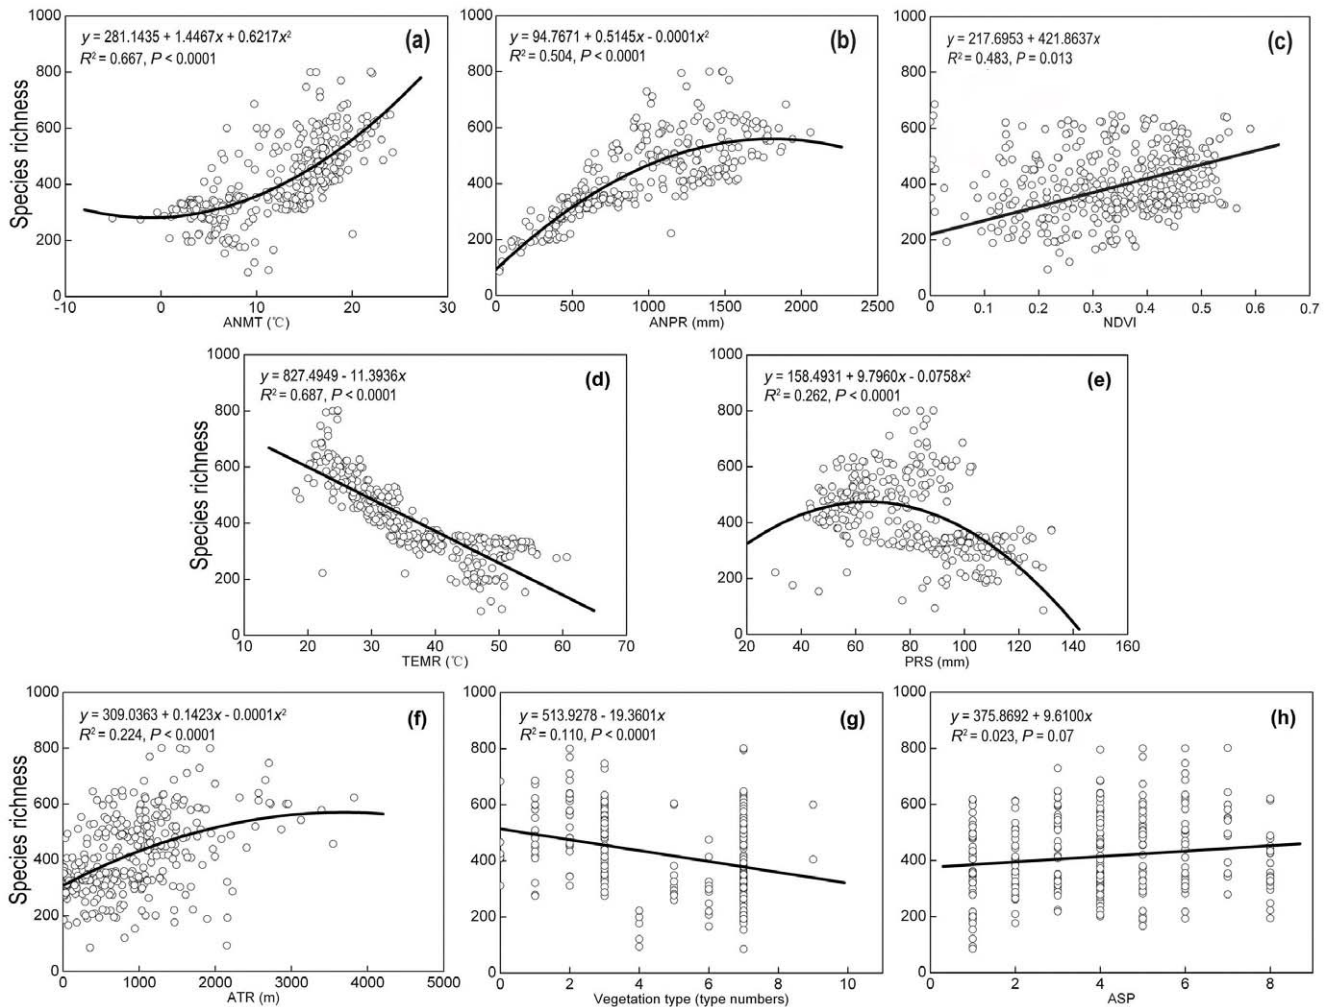 1000
800
600
400
200
0
-10 0 10 20 30
ANMT (℃)
Species richness
y = 281.1435 + 1.4467x + 0.6217x²
R² = 0.667, P < 0.0001
(a)
1000
800
600
400
200
0
0 500 1000 1500 2000 2500
ANPR (mm)
y = 94.7671 + 0.5145x - 0.0001x²
R² = 0.504, P < 0.0001
(b)
1000
800
600
400
200
0
0 0.1 0.2 0.3 0.4 0.5 0.6 0.7
NDVI
y = 217.6953 + 421.8637x
R² = 0.483, P = 0.013
(c)
1000
800
600
400
200
0
10 20 30 40 50 60 70
TEMR (℃)
Species richness
y = 827.4949 - 11.3936x
R² = 0.687, P < 0.0001
(d)
1000
800
600
400
200
0
20 40 60 80 100 120 140 160
PRS (mm)
y = 158.4931 + 9.7960x - 0.0758x²
R² = 0.262, P < 0.0001
(e)
1000
800
600
400
200
0
0 1000 2000 3000 4000 5000
ATR (m)
Species richness
y = 309.0363 + 0.1423x - 0.0001x²
R² = 0.224, P < 0.0001
(f)
1000
800
600
400
200
0
0 2 4 6 8 10
Vegetation type (type numbers)
y = 513.9278 - 19.3601x
R² = 0.110, P < 0.0001
(g)
1000
800
600
400
200
0
0 2 4 6 8
ASP
y = 375.8692 + 9.6100x
R² = 0.023, P = 0.07
(h)